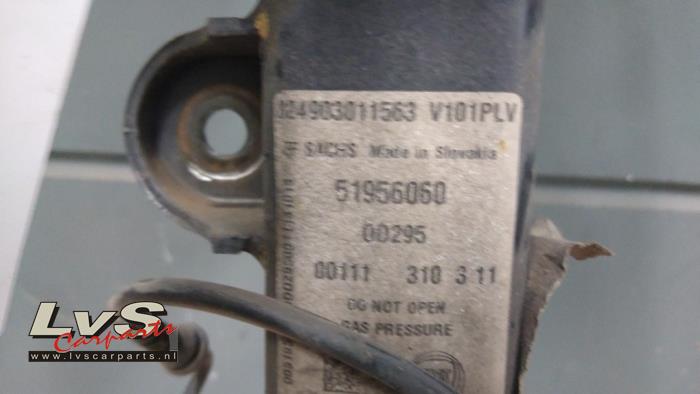 324903011563 V101PLV
SACHS Made in Slovakia
51956060
00295
00111 310 3 11
DO NOT OPEN
GAS PRESSURE
LvS
Carparts
www.lvscarparts.nl